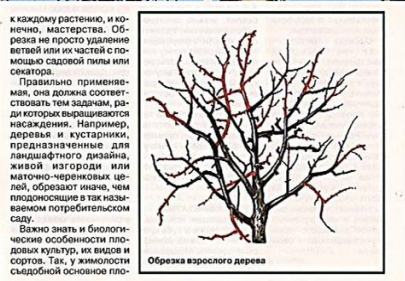 к каждому растению, и ко-
нечно, мастерства. Об-
резка не просто удаление
ветвей или их частей с по-
мощью садовой пилы или
секатора.
Правильно применяе-
мая, она должна соответ-
ствовать тем задачам, ра-
ди которых выращиваются
насаждения. Например,
деревья и кустарники,
предназначенные для
ландшафтного дизайна,
живой изгороди или
маточно-черенковых це-
лей, обрезают иначе, чем
плодоносящие в так назы-
ваемом потребительском
саду.
Важно знать и биологи-
ческие особенности пло-
довых культур, их видов и
сортов. Так, у жимолости
съедобной основное пло-
Обрезка взрослого дерева